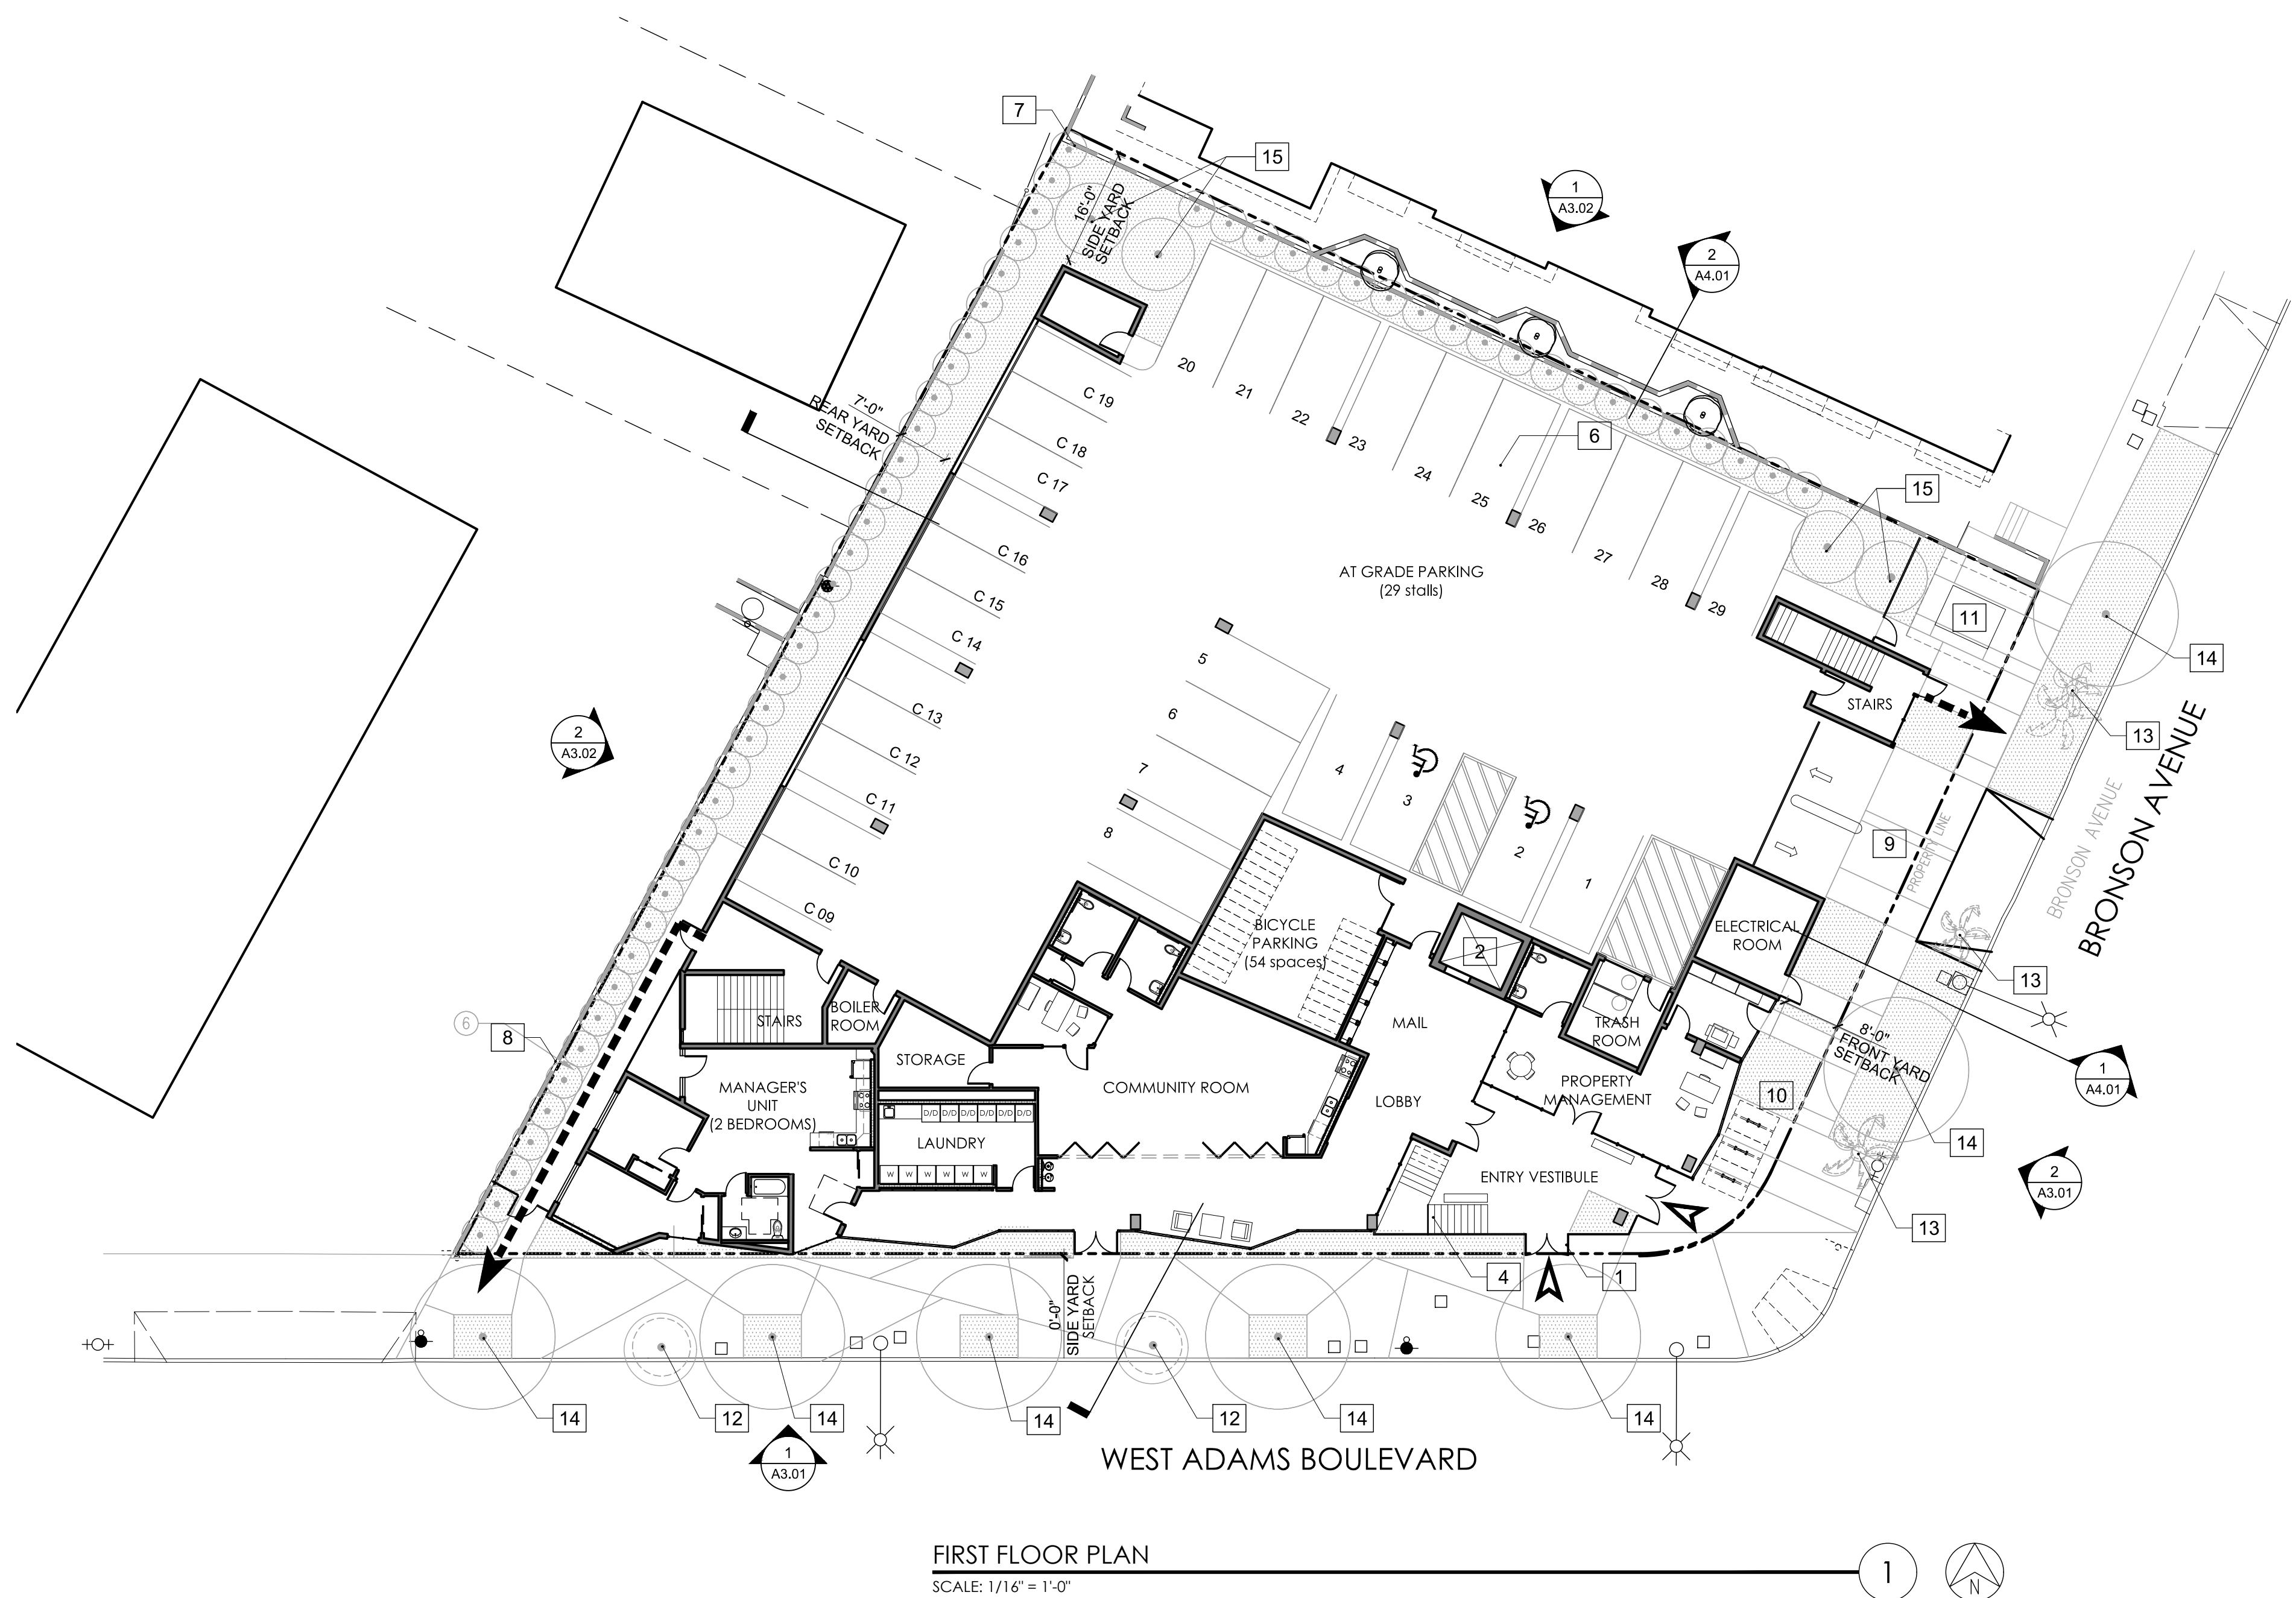 7
15
1
A3.02
16'-0"
SIDE YARD
SETBACK
2
A4.01
20
21
22
23
24
25
26
27
28
29
6
C 19
C 18
C 17
C 16
C 15
C 14
C 13
C 12
C 11
C 10
C 09
7'-0"
REAR YARD
SETBACK
15
AT GRADE PARKING
(29 stalls)
11
14
STAIRS
13
5
6
7
8
4
3
2
1
2
A3.02
9
PROPERTY LINE
BRONSON AVENUE
BRONSON AVENUE
BICYCLE
PARKING
(54 spaces)
2
ELECTRICAL
ROOM
13
6
8
STAIRS
BOILER
ROOM
STORAGE
MAIL
TRASH
ROOM
8'-0"
FRONT YARD
SETBACK
1
A4.01
MANAGER'S
UNIT
(2 BEDROOMS)
COMMUNITY ROOM
LOBBY
PROPERTY
MANAGEMENT
10
D/D D/D D/D D/D D/D D/D
LAUNDRY
W W W W W W
ENTRY VESTIBULE
14
2
A3.01
13
4
1
0'-0"
SIDE YARD
SETBACK
14
12
14
14
12
14
14
1
A3.01
WEST ADAMS BOULEVARD
FIRST FLOOR PLAN
SCALE: 1/16" = 1'-0"
1
N